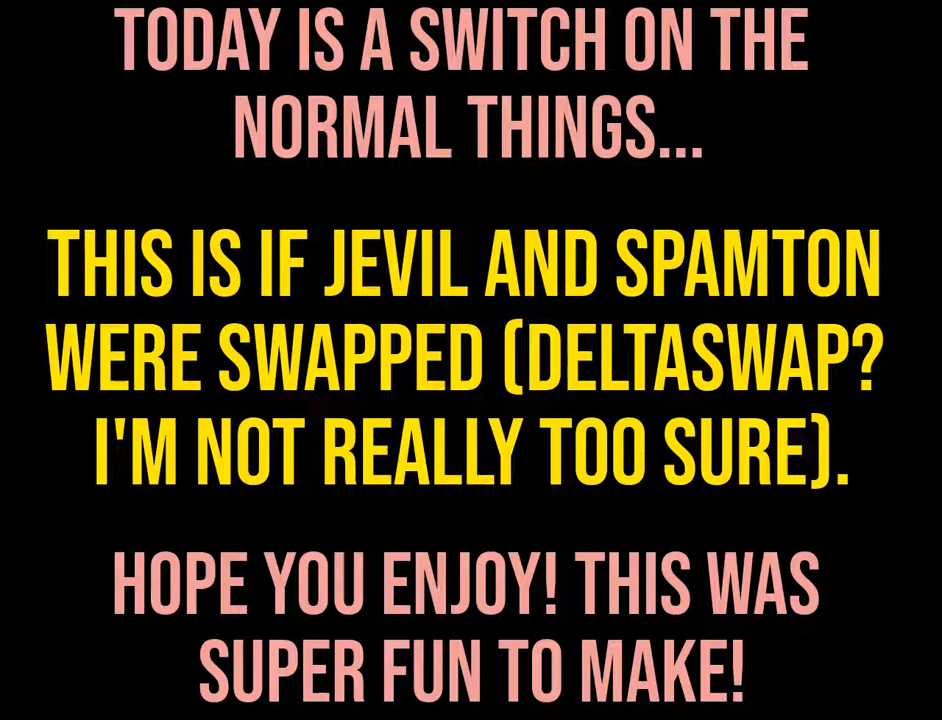 TODAY IS A SWITCH ON THE
NORMAL THINGS...
THIS IS IF JEVIL AND SPAMTON
WERE SWAPPED (DELTASWAP?
I'M NOT REALLY TOO SURE).
HOPE YOU ENJOY! THIS WAS
SUPER FUN TO MAKE!